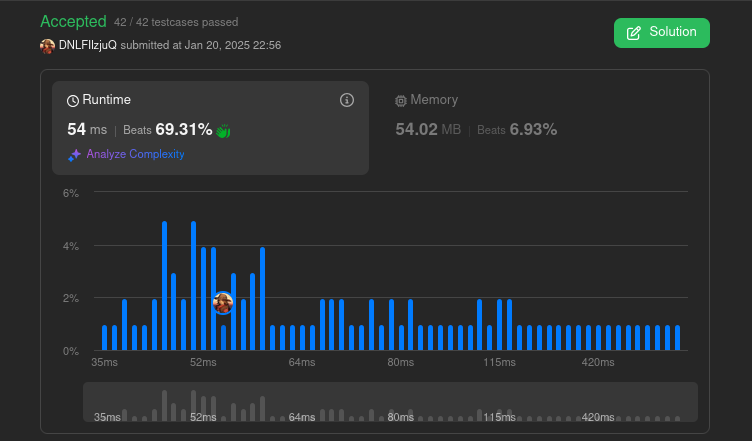 Accepted 42 / 42 testcases passed
DNLFIlzjuQ submitted at Jan 20, 2025 22:56
Solution
Runtime
54 ms | Beats 69.31%
Analyze Complexity
Memory
54.02 MB | Beats 6.93%
6%
4%
2%
0%
35ms 52ms 64ms 80ms 115ms 420ms
35ms 52ms 64ms 80ms 115ms 420ms